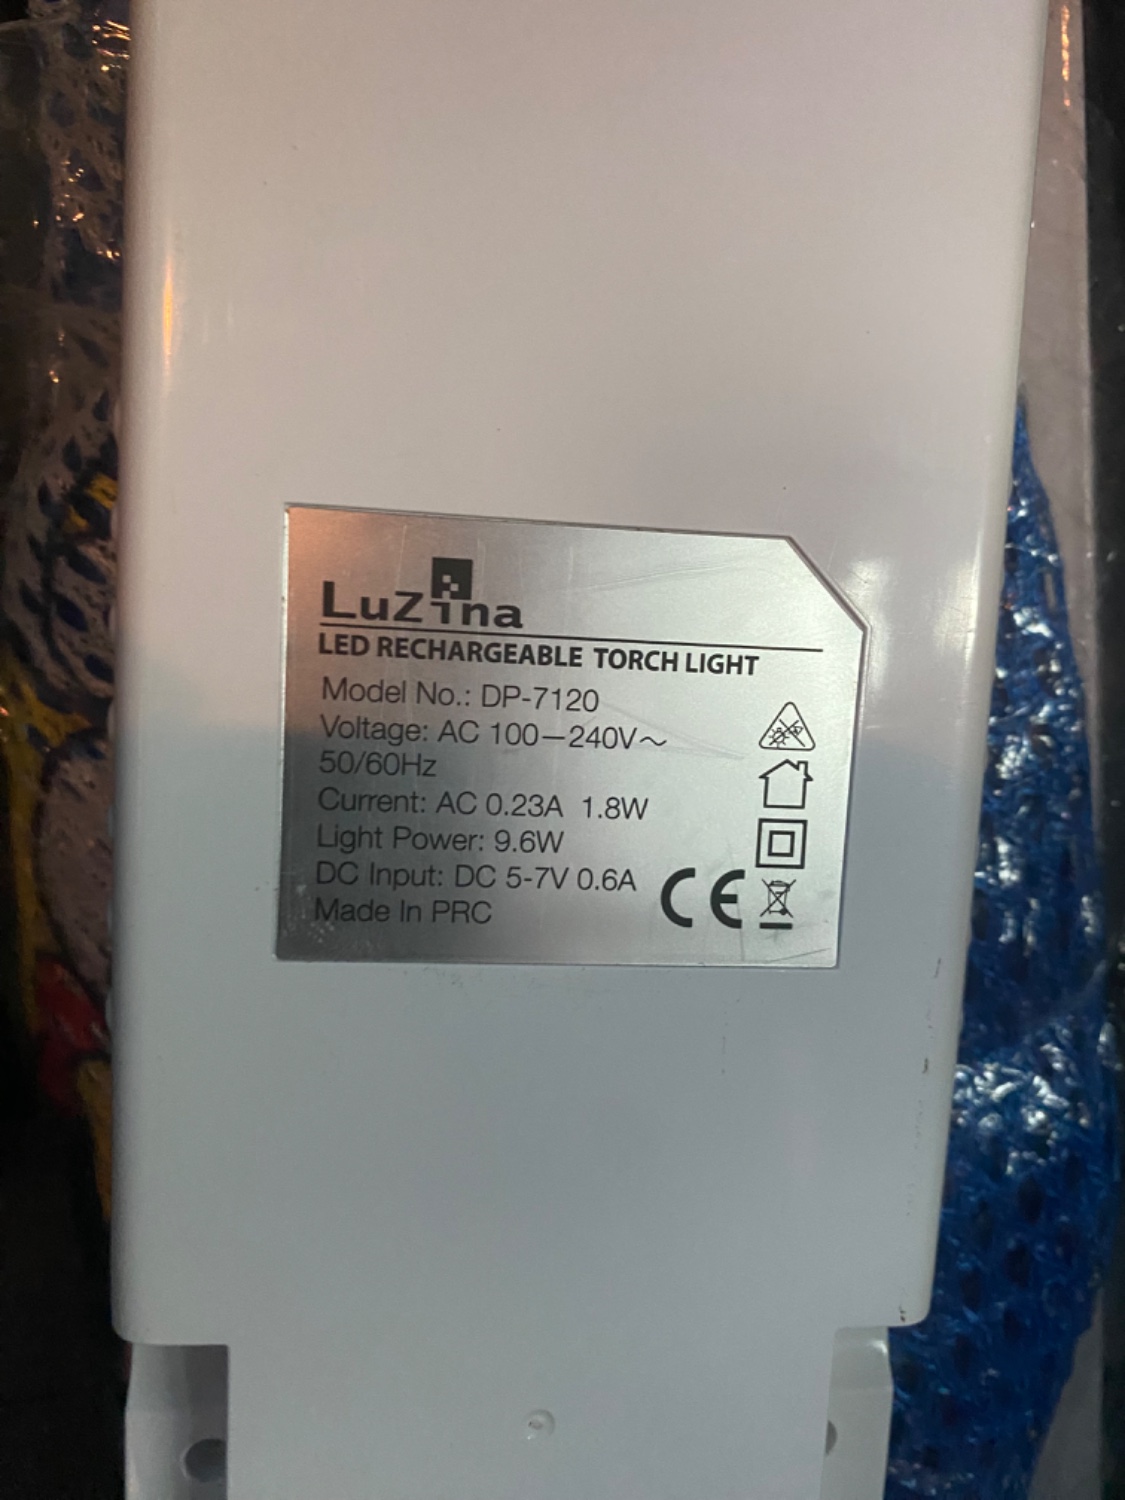 LuZina
LED RECHARGEABLE TORCH LIGHT
Model No.: DP-7120
Voltage: AC 100—240V~
50/60Hz
Current: AC 0.23A 1.8W
Light Power: 9.6W
DC Input: DC 5-7V 0.6A
Made In PRC
CE